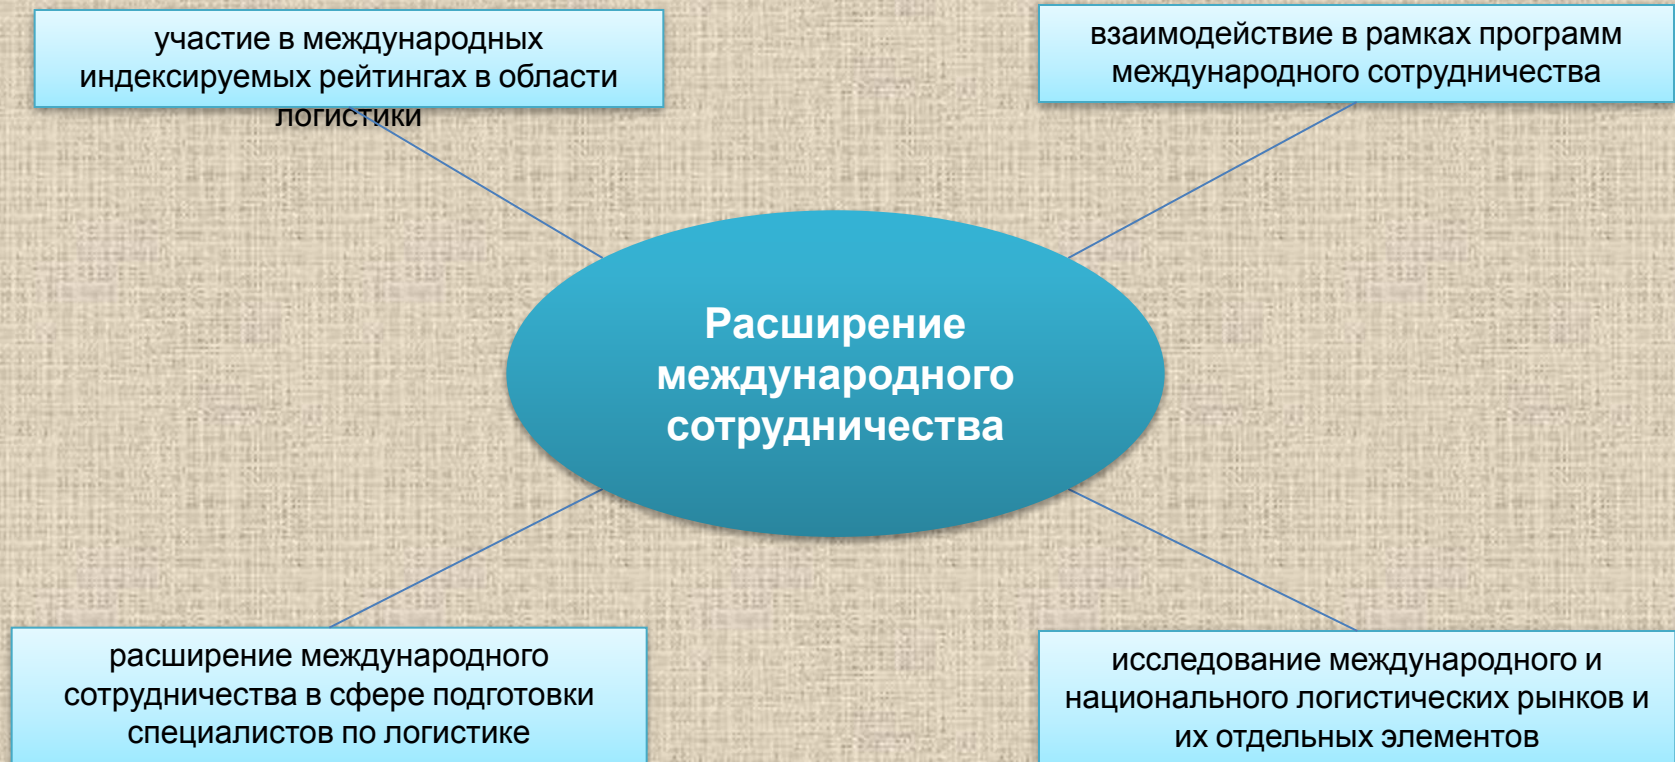 участие в международных
индексируемых рейтингах в области
логистики
взаимодействие в рамках программ
международного сотрудничества
Расширение
международного
сотрудничества
расширение международного
сотрудничества в сфере подготовки
специалистов по логистике
исследование международного и
национального логистических рынков и
их отдельных элементов